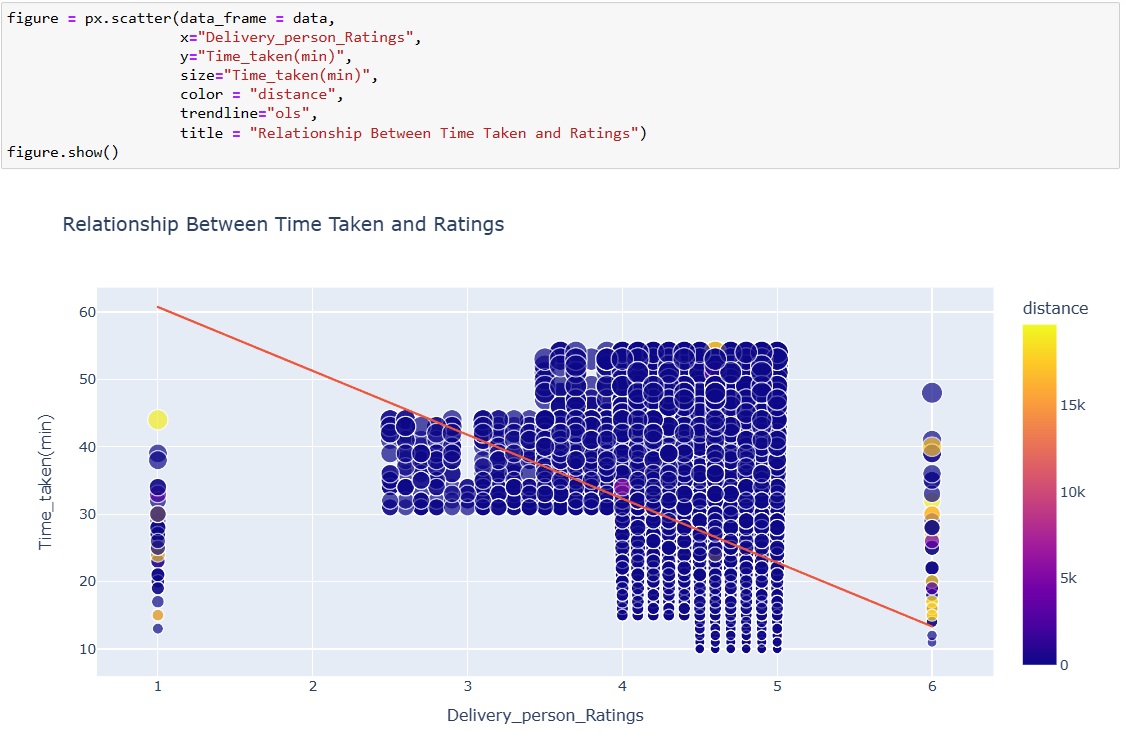 figure = px.scatter(data_frame = data,
x="Delivery_person_Ratings",
y="Time_taken(min)",
size="Time_taken(min)",
color = "distance",
trendline="ols",
title = "Relationship Between Time Taken and Ratings")
figure.show()
Relationship Between Time Taken and Ratings
distance
60
50
40
30
20
10
Time_taken(min)
15k
10k
5k
0
1 2 3 4 5 6
Delivery_person_Ratings